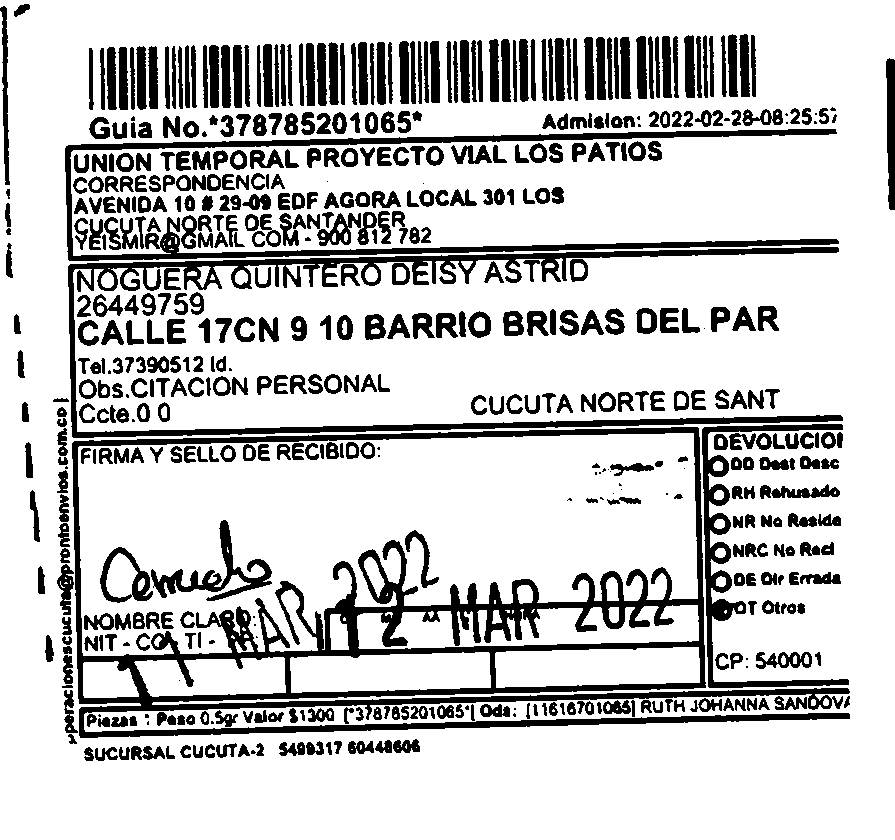 Guia No.*378785201065*
Admision: 2022-02-28-08:25:57
UNION TEMPORAL PROYECTO VIAL LOS PATIOS
CORRESPONDENCIA
AVENIDA 10 # 29-09 EDF AGORA LOCAL 301 LOS
CUCUTA NORTE DE SANTANDER
YEISMIR@GMAIL COM - 900 812 782
NOGUERA QUINTERO DEISY ASTRID
26449759
CALLE 17CN 9 10 BARRIO BRISAS DEL PAR
Tel.37390512 Id.
Obs.CITACION PERSONAL
Ccte.0 0
CUCUTA NORTE DE SANT
peracionescucuta@prontoenvios.com.co
FIRMA Y SELLO DE RECIBIDO:
DEVOLUCION
DD Dest Desc
RH Rehusado
NR No Reside
NRC No Recl
DE Dir Errada
OT Otros
CP: 540001
11 MAR 2022
12 MAR 2022
NOMBRE CLARO:
NIT - CC - TI -
Piezas : Peso 0.5gr Valor $1300 [*378785201065*] Ods: [11616701065] RUTH JOHANNA SANDOVA
SUCURSAL CUCUTA-2 5499317 60448606